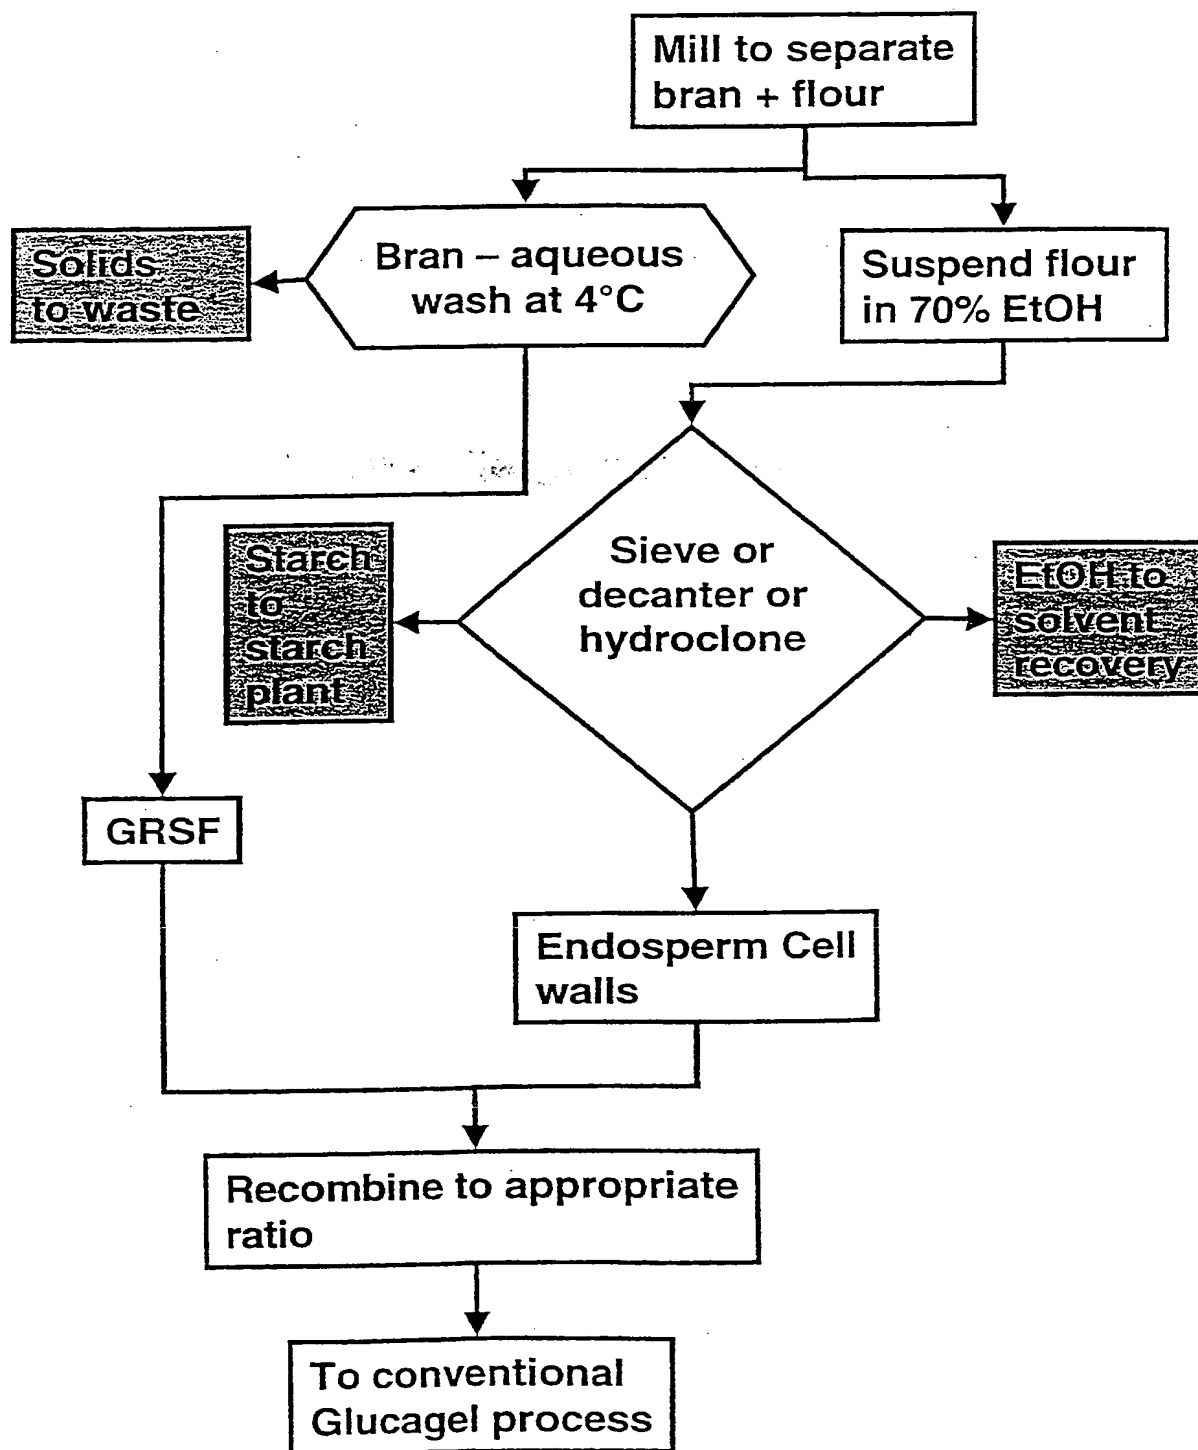 Mill to separate
bran + flour
Solids
to waste
Bran – aqueous
wash at 4°C
Suspend flour
in 70% EtOH
Starch
to
starch
plant
Sieve or
decanter or
hydroclone
EtOH to
solvent
recovery
GRSF
Endosperm Cell
walls
Recombine to appropriate
ratio
To conventional
Glucagel process